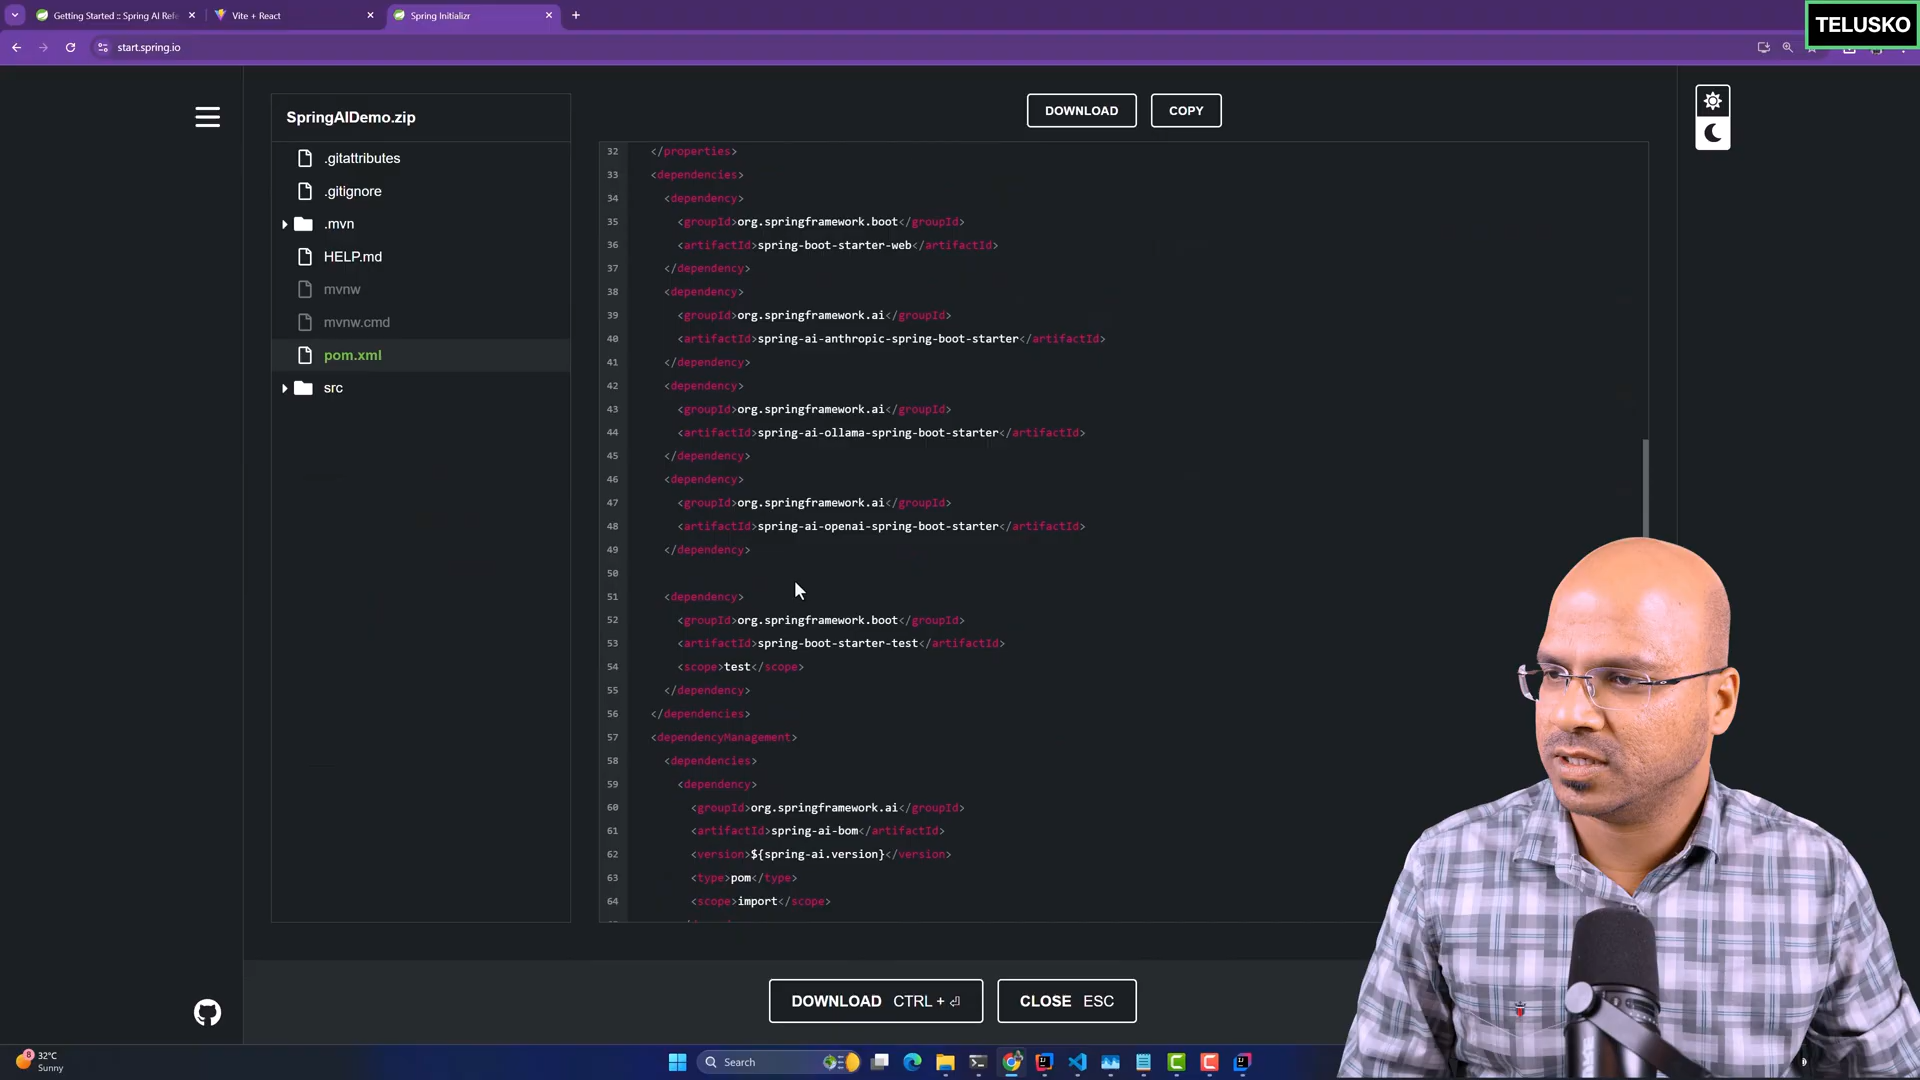 Getting Started :: Spring AI Refe
Vite + React
Spring Initializr
TELUSKO
start.spring.io
SpringAIDemo.zip
DOWNLOAD
COPY
.gitattributes
.gitignore
.mvn
HELP.md
mvnw
mvnw.cmd
pom.xml
src
32 </properties>
33 <dependencies>
34 <dependency>
35 <groupId>org.springframework.boot</groupId>
36 <artifactId>spring-boot-starter-web</artifactId>
37 </dependency>
38 <dependency>
39 <groupId>org.springframework.ai</groupId>
40 <artifactId>spring-ai-anthropic-spring-boot-starter</artifactId>
41 </dependency>
42 <dependency>
43 <groupId>org.springframework.ai</groupId>
44 <artifactId>spring-ai-ollama-spring-boot-starter</artifactId>
45 </dependency>
46 <dependency>
47 <groupId>org.springframework.ai</groupId>
48 <artifactId>spring-ai-openai-spring-boot-starter</artifactId>
49 </dependency>
50
51 <dependency>
52 <groupId>org.springframework.boot</groupId>
53 <artifactId>spring-boot-starter-test</artifactId>
54 <scope>test</scope>
55 </dependency>
56 </dependencies>
57 <dependencyManagement>
58 <dependencies>
59 <dependency>
60 <groupId>org.springframework.ai</groupId>
61 <artifactId>spring-ai-bom</artifactId>
62 <version>${spring-ai.version}</version>
63 <type>pom</type>
64 <scope>import</scope>
DOWNLOAD CTRL + ⏎
CLOSE ESC
8
32°C
Sunny
Search